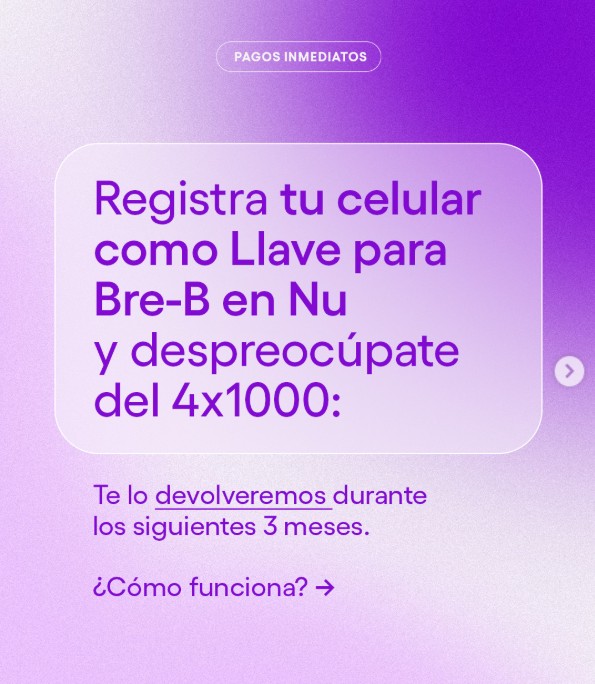 PAGOS INMEDIATOS
Registra tu celular
como Llave para
Bre-B en Nu
y despreocúpate
del 4x1000:
Te lo devolveremos durante
los siguientes 3 meses.
¿Cómo funciona? →